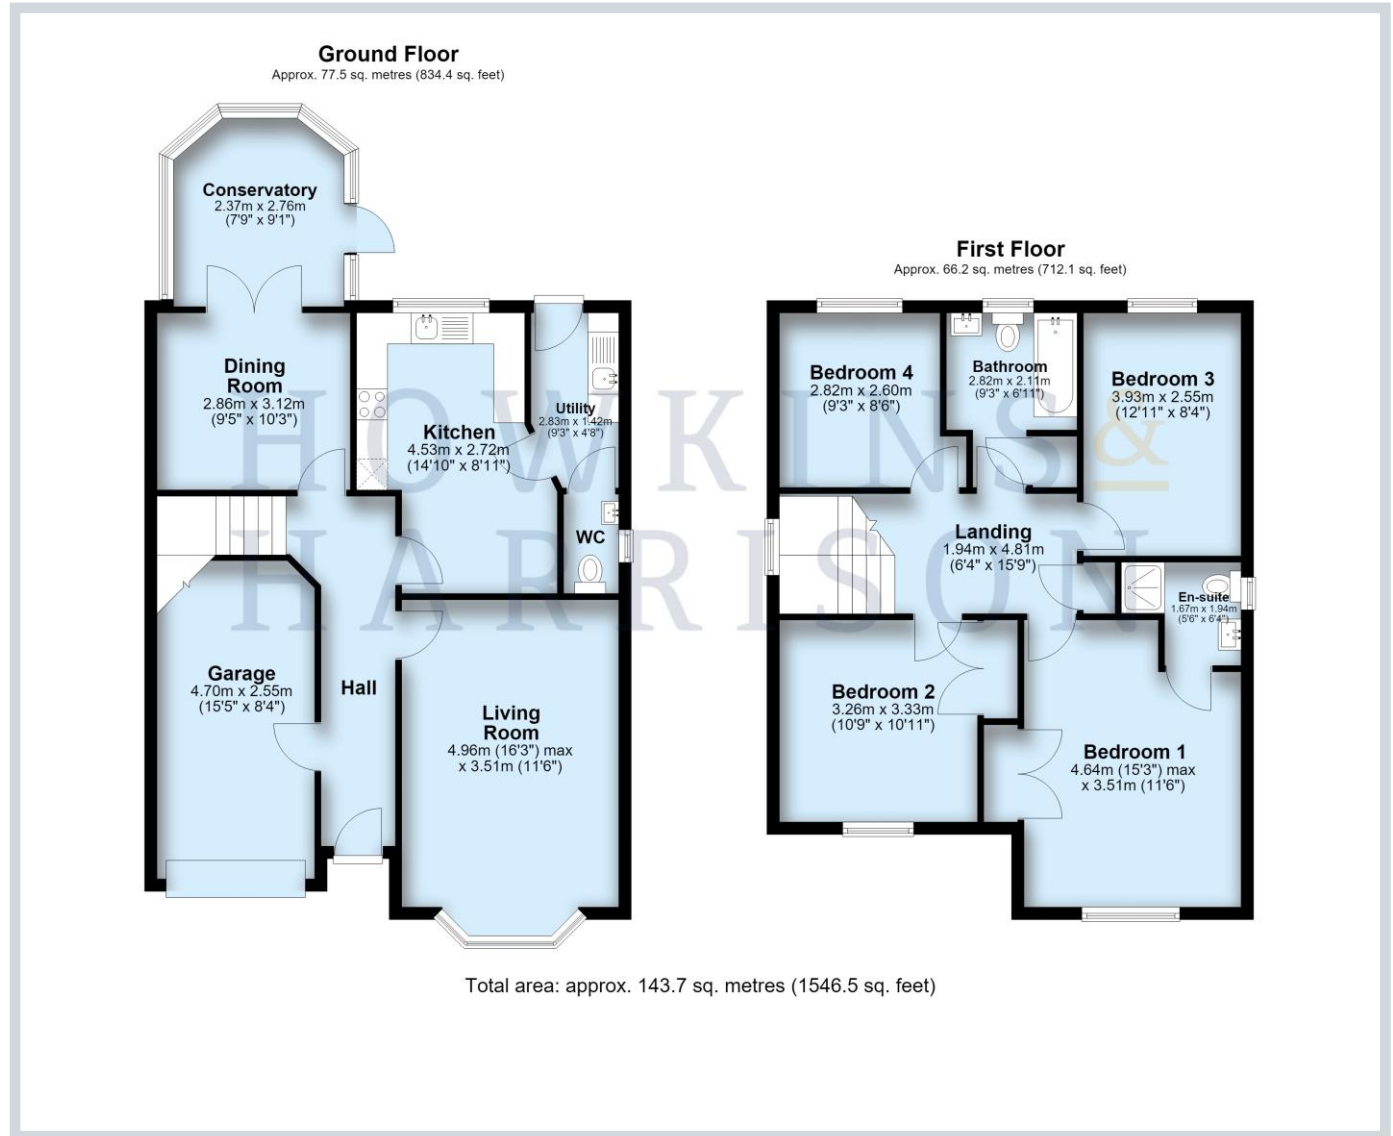 Ground Floor
Approx. 77.5 sq. metres (834.4 sq. feet)
Conservatory
2.37m x 2.76m
(7'9" x 9'1")
Dining
Room
2.86m x 3.12m
(9'5" x 10'3")
Kitchen
4.53m x 2.72m
(14'10" x 8'11")
Utility
2.83m x 1.42m
(9'3" x 4'8")
WC
Garage
4.70m x 2.55m
(15'5" x 8'4")
Hall
Living
Room
4.96m (16'3") max
x 3.51m (11'6")
First Floor
Approx. 66.2 sq. metres (712.1 sq. feet)
Bedroom 4
2.82m x 2.60m
(9'3" x 8'6")
Bathroom
2.82m x 2.11m
(9'3" x 6'11")
Bedroom 3
3.93m x 2.55m
(12'11" x 8'4")
Landing
1.94m x 4.81m
(6'4" x 15'9")
En-suite
1.67m x 1.94m
(5'6" x 6'4")
Bedroom 2
3.26m x 3.33m
(10'9" x 10'11")
Bedroom 1
4.64m (15'3") max
x 3.51m (11'6")
HOWKINS &
HARRISON
Total area: approx. 143.7 sq. metres (1546.5 sq. feet)